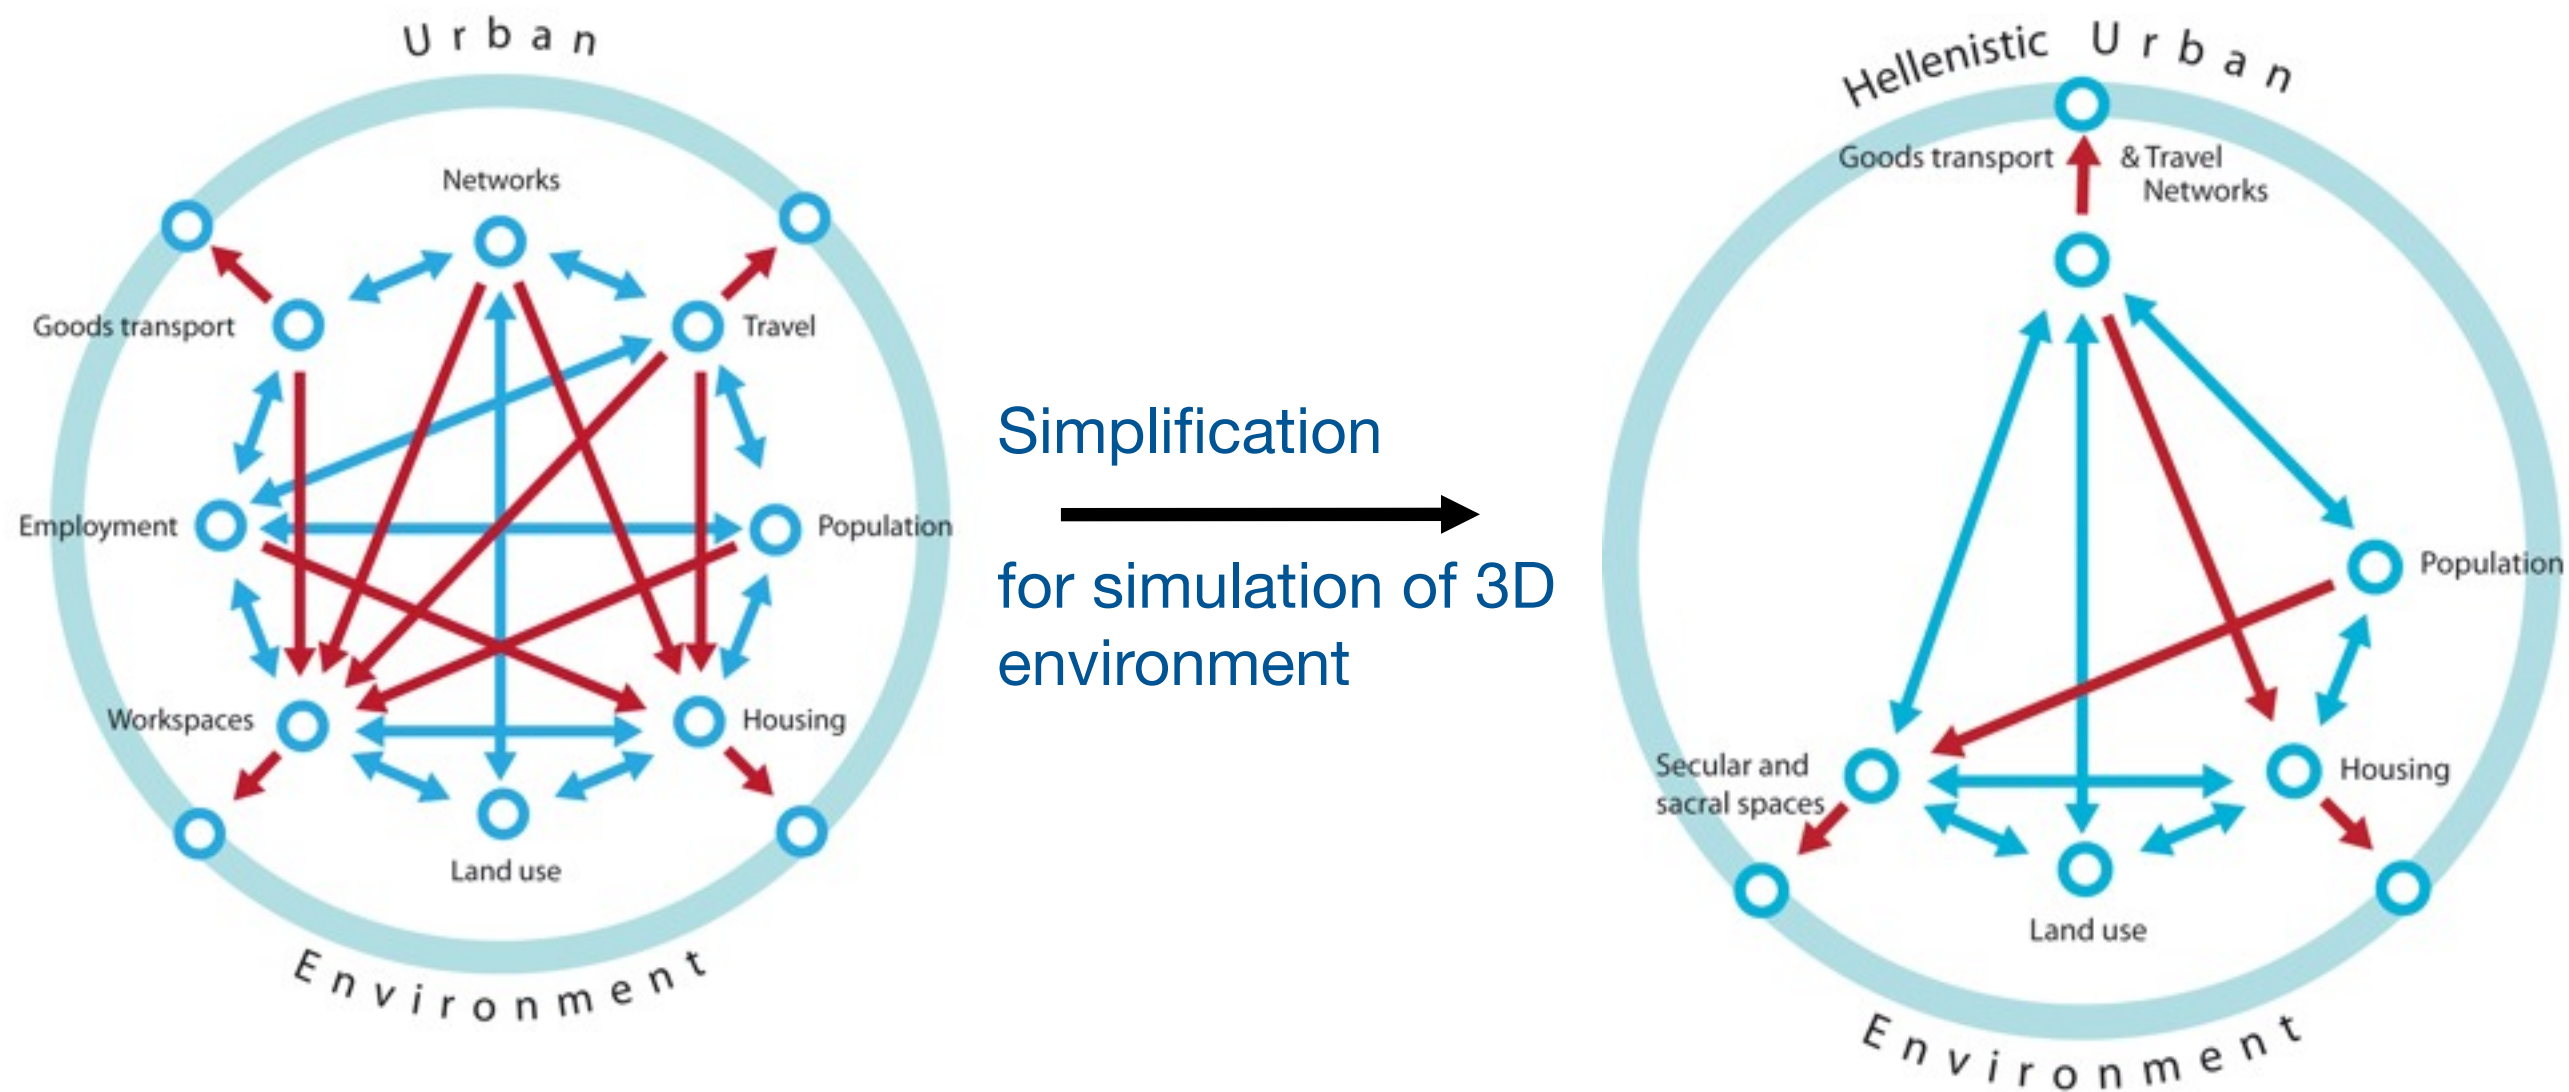 Urban
Networks
Goods transport
Travel
Employment
Population
Workspaces
Housing
Land use
Environment
Simplification
for simulation of 3D
environment
Hellenistic Urban
Goods transport & Travel
Networks
Population
Secular and
sacral spaces
Housing
Land use
Environment